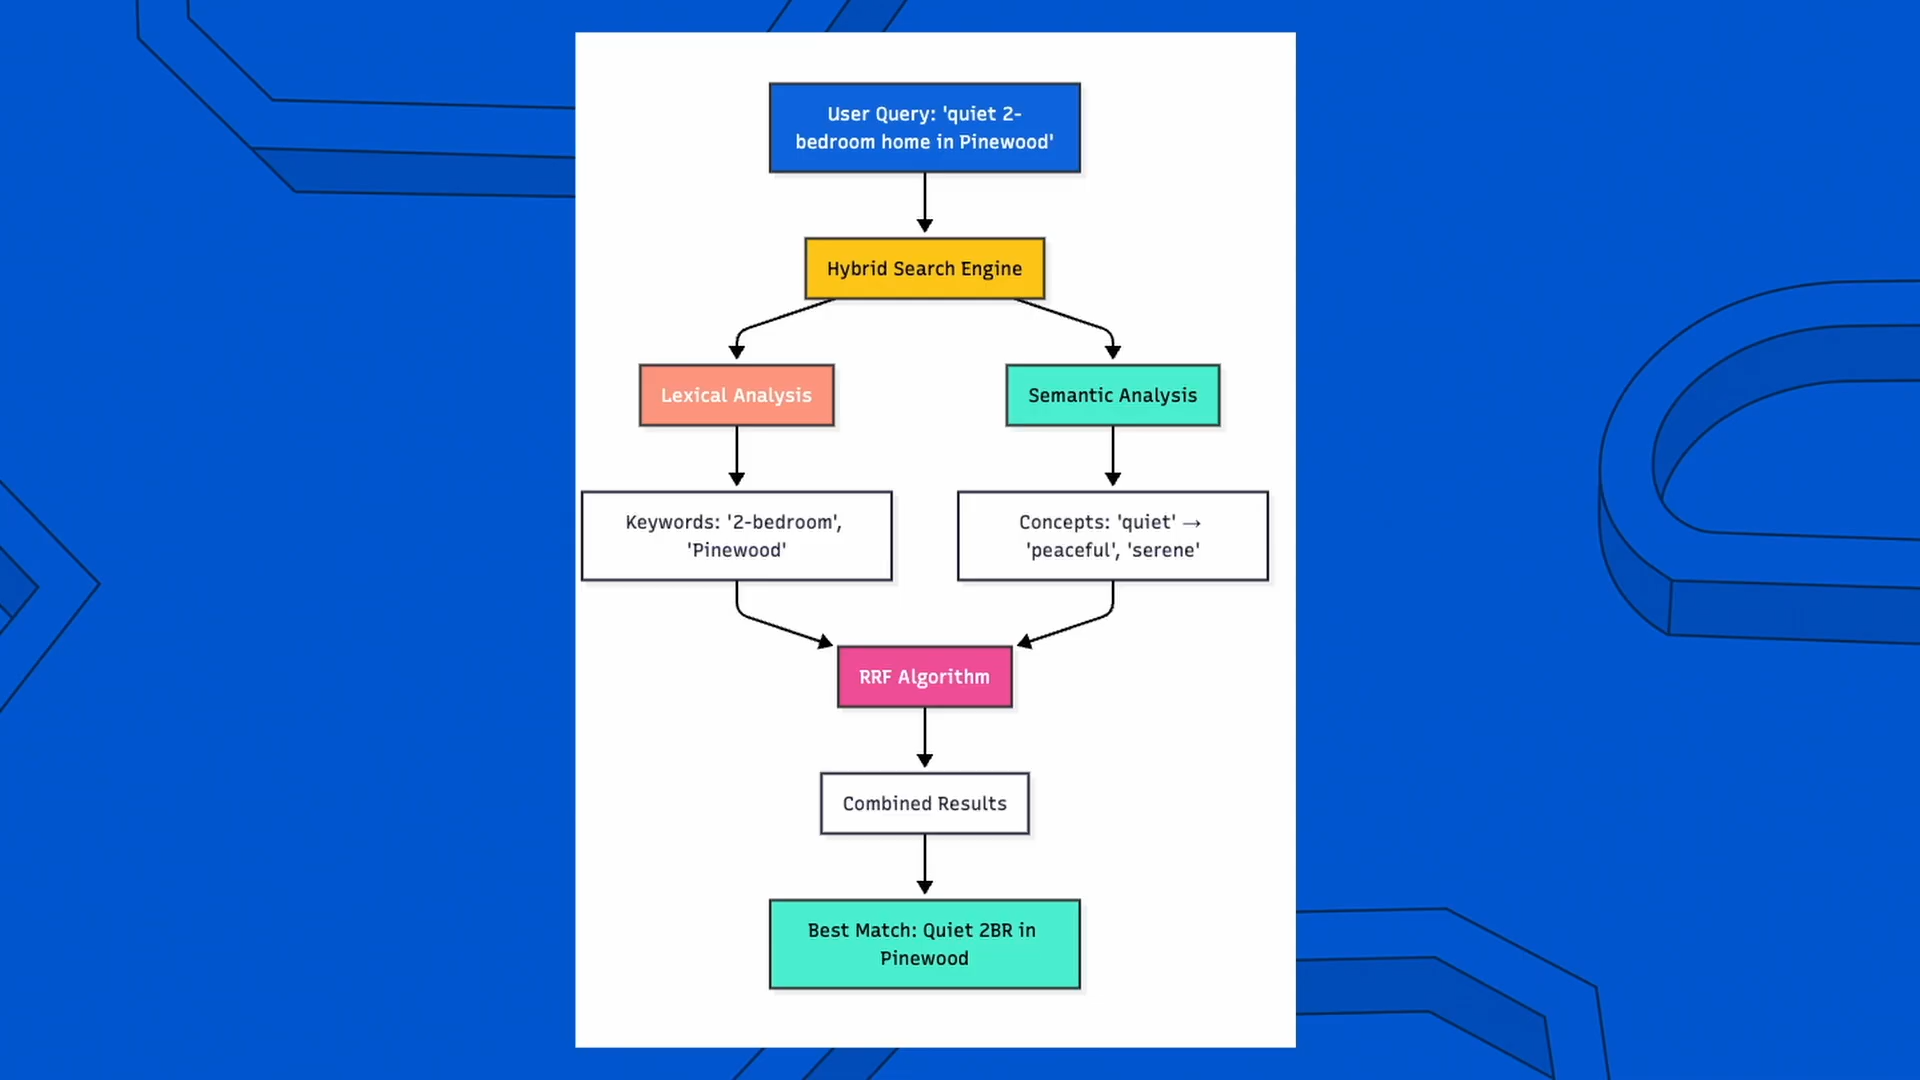 User Query: 'quiet 2-
bedroom home in Pinewood'
Hybrid Search Engine
Lexical Analysis
Semantic Analysis
Keywords: '2-bedroom',
'Pinewood'
Concepts: 'quiet' →
'peaceful', 'serene'
RRF Algorithm
Combined Results
Best Match: Quiet 2BR in
Pinewood